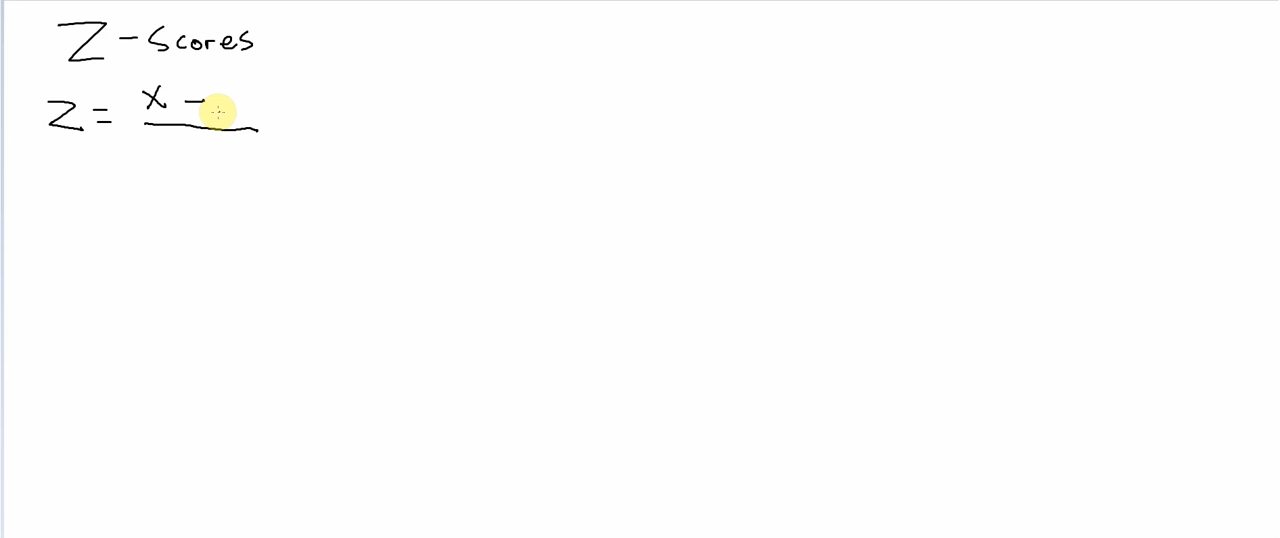 Z-scores
Z = x -